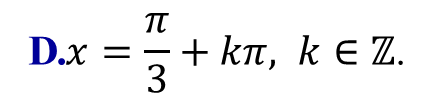 D.x = π/3 + kπ, k ∈ ℤ.